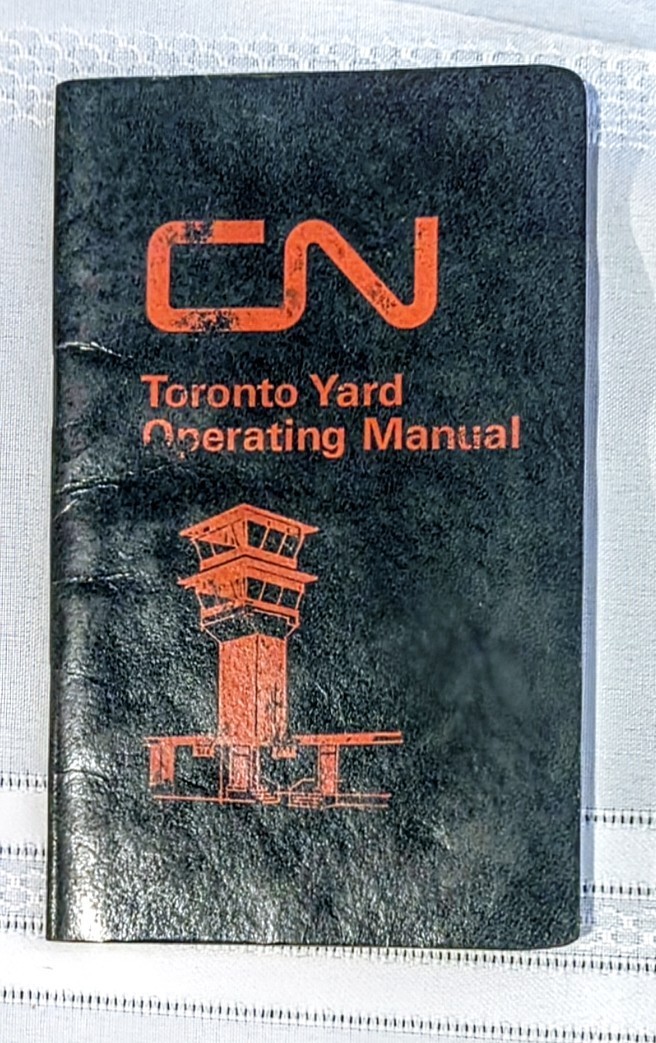 CN
Toronto Yard
Operating Manual